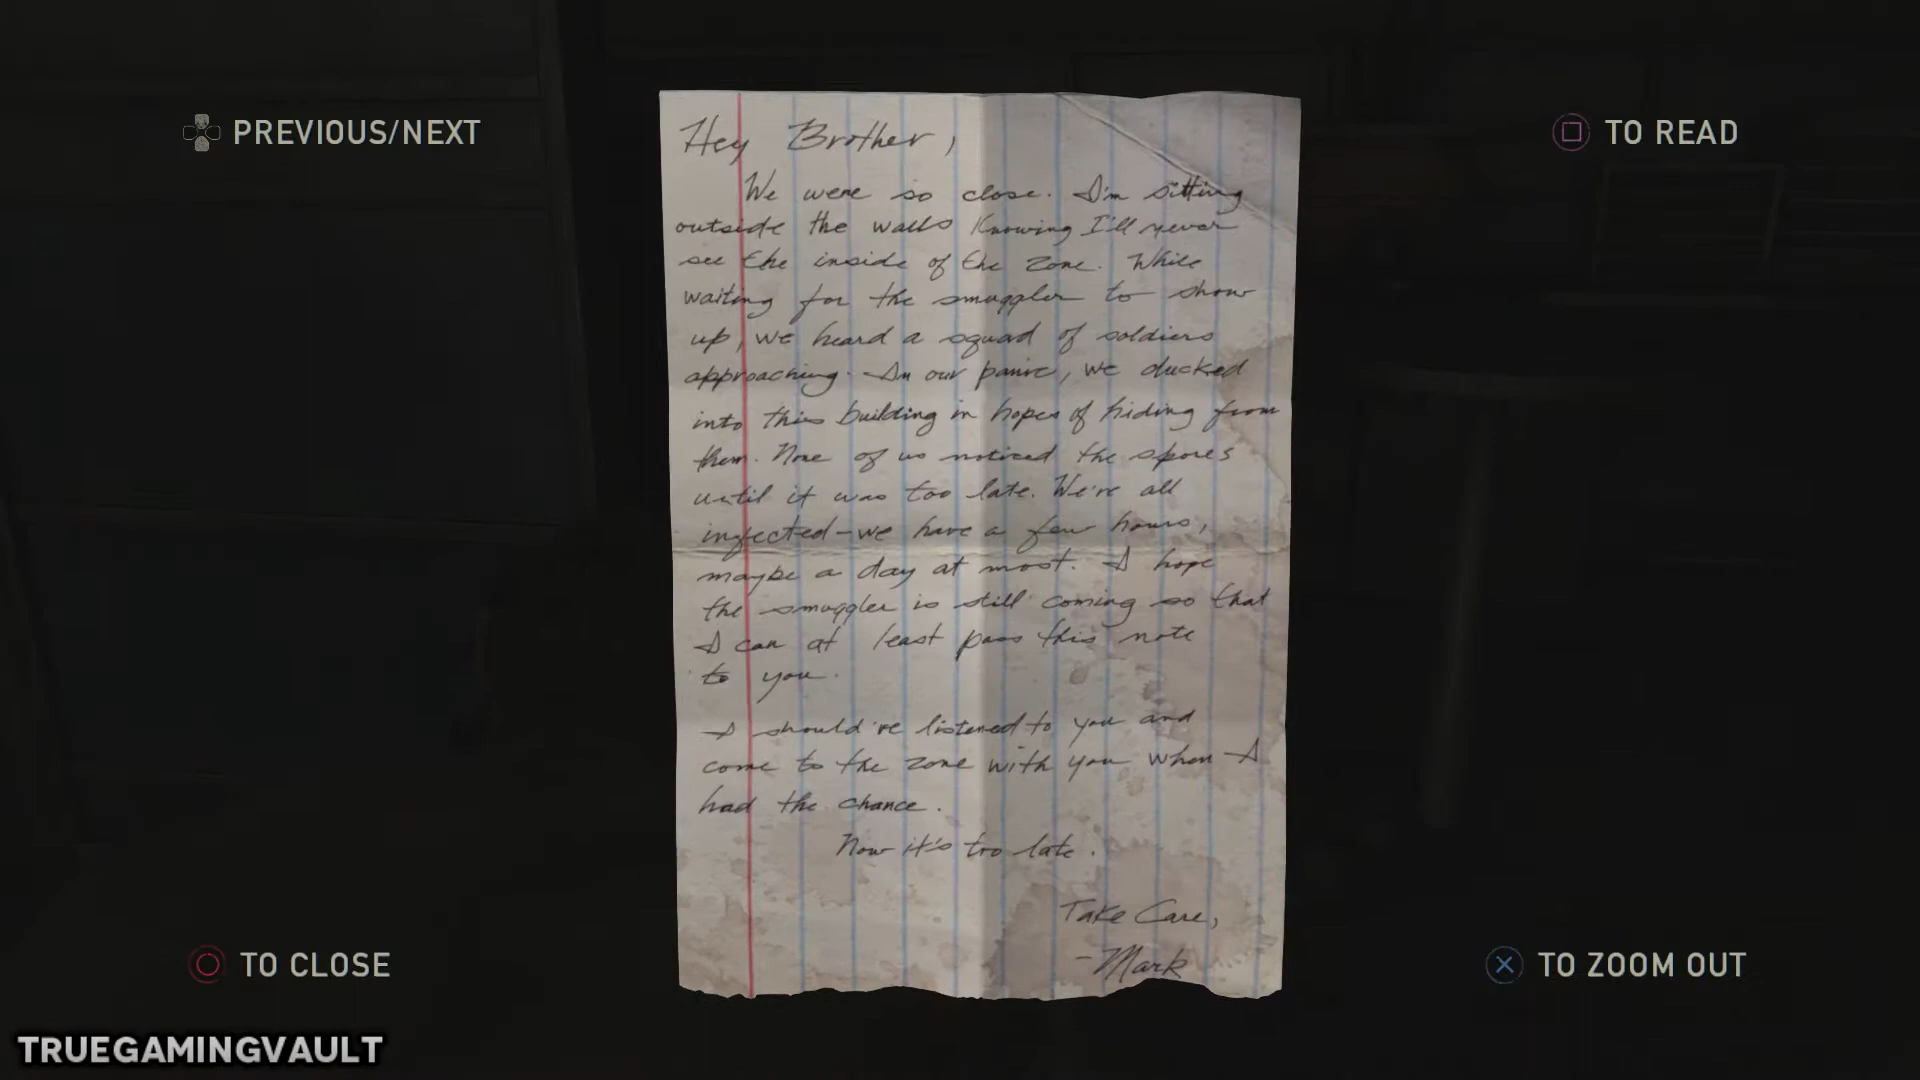 PREVIOUS/NEXT
TO READ
Hey Brother,
We were so close. I'm sitting
outside the walls knowing I'll never
see the inside of the zone. While
waiting for the smuggler to show
up, we heard a squad of soldiers
approaching. In our panic, we ducked
into this building in hopes of hiding from
them. None of us noticed the spores
until it was too late. We're all
infected-we have a few hours,
maybe a day at most. I hope
the smuggler is still coming so that
I can at least pass this note
to you.
I should've listened to you and
come to the zone with you when I
had the chance.
Now it's too late.
Take Care,
-Mark
TO CLOSE
TO ZOOM OUT
TRUEGAMINGVAULT